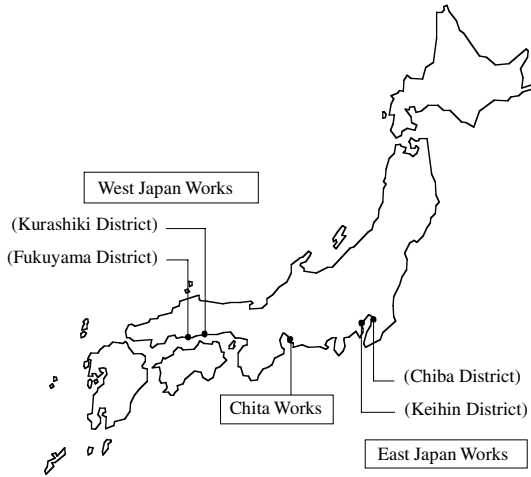 West Japan Works
(Kurashiki District)
(Fukuyama District)
(Chiba District)
Chita Works
(Keihin District)
East Japan Works